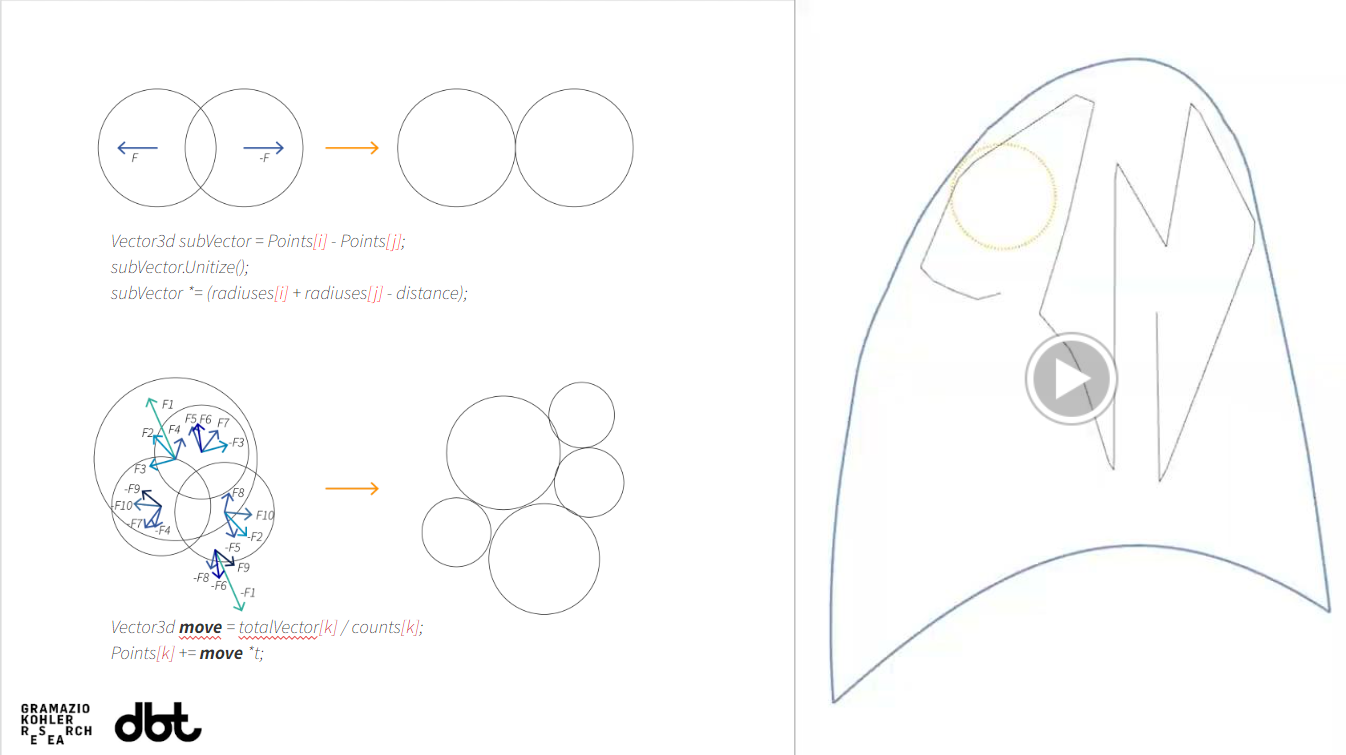 F
-F
Vector3d subVector = Points[i] - Points[j];
subVector.Unitize();
subVector *= (radiuses[i] + radiuses[j] - distance);
F1
F5 F6 F7
F2 F4 -F3
F3
-F9 F8
-F10 F10
-F7 -F4 -F2
-F5
F9
-F8 -F6
-F1
Vector3d move = totalVector[k] / counts[k];
Points[k] += move *t;
GRAMAZIO
KOHLER
RESEARCH
dbt